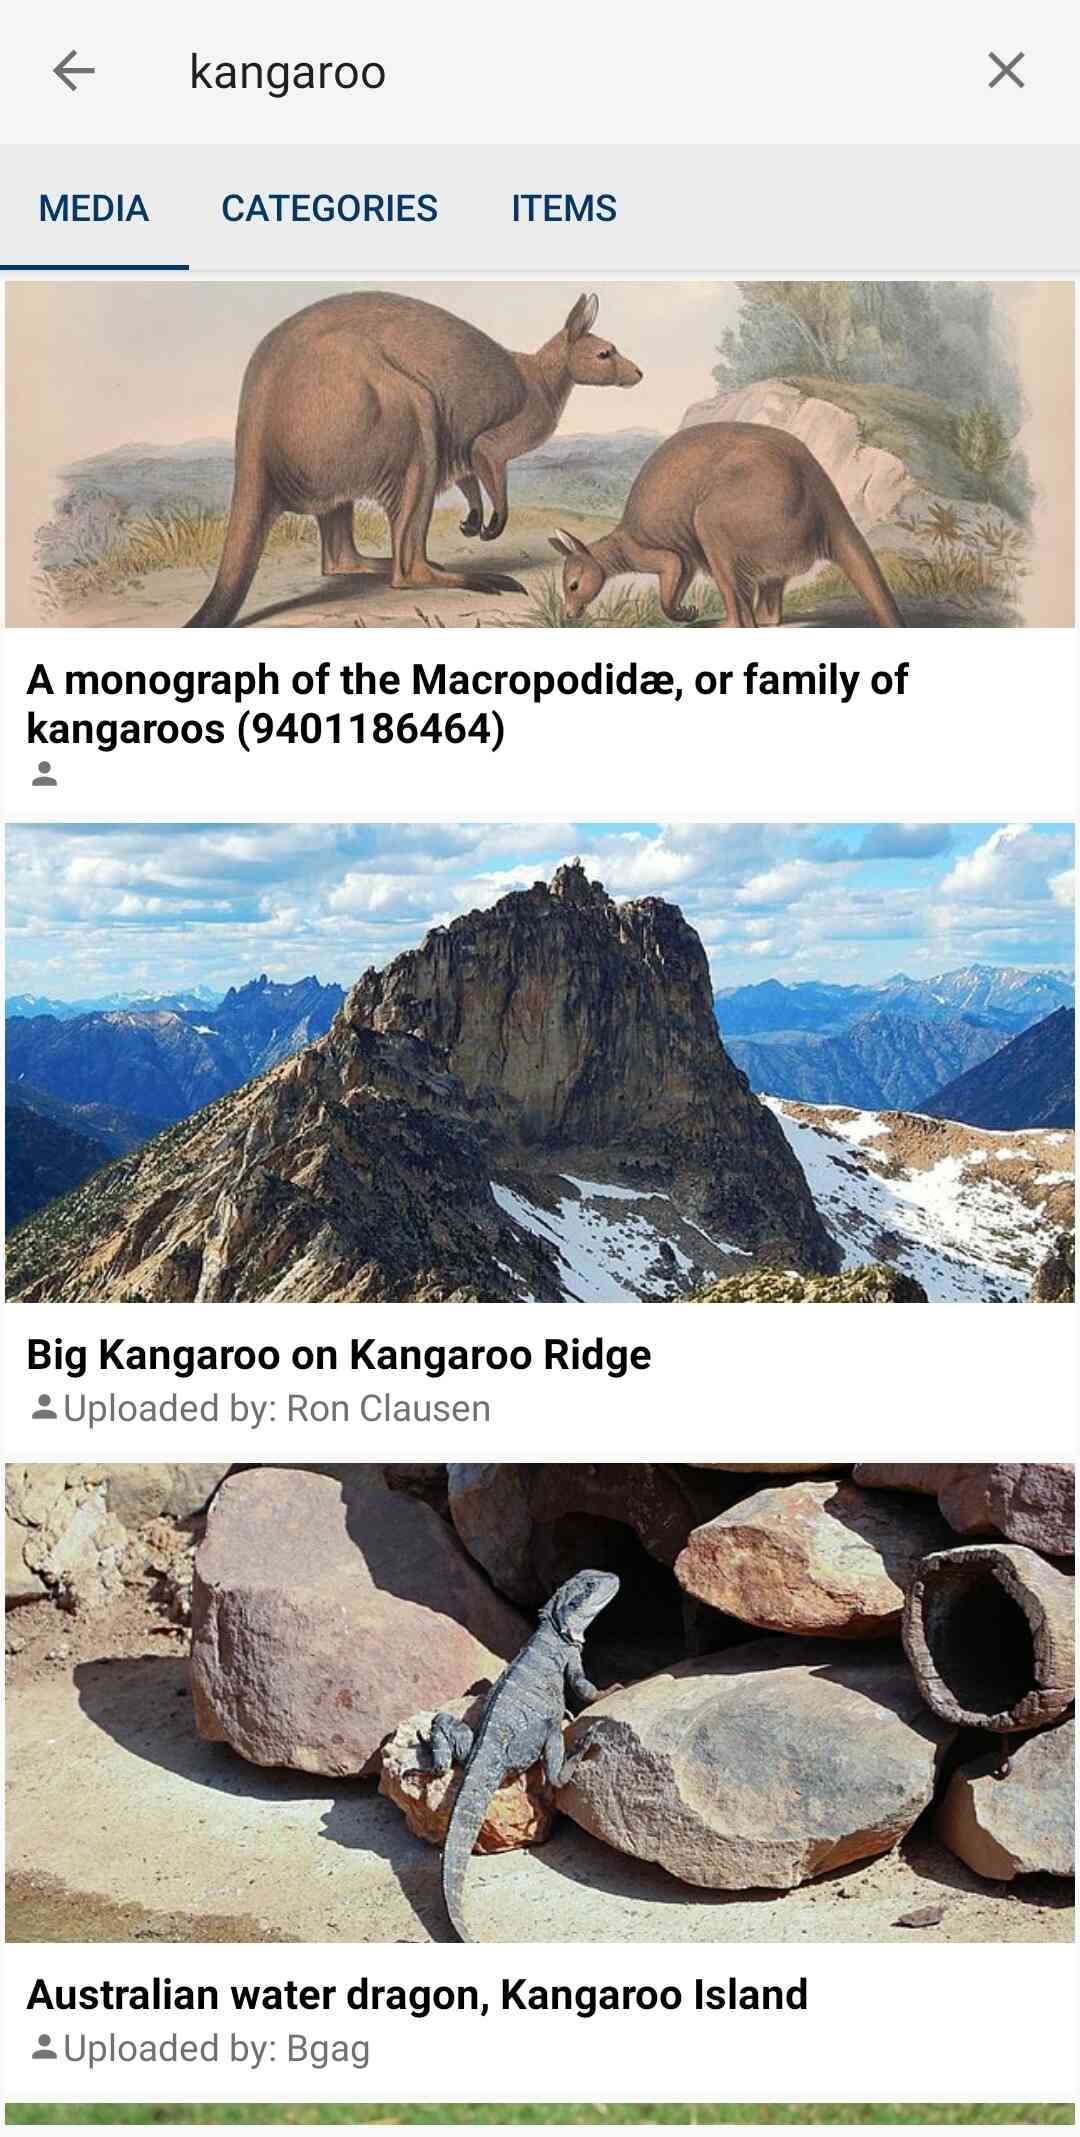 kangaroo
MEDIA
CATEGORIES
ITEMS
A monograph of the Macropodidæ, or family of
kangaroos (9401186464)
Big Kangaroo on Kangaroo Ridge
Uploaded by: Ron Clausen
Australian water dragon, Kangaroo Island
Uploaded by: Bgag